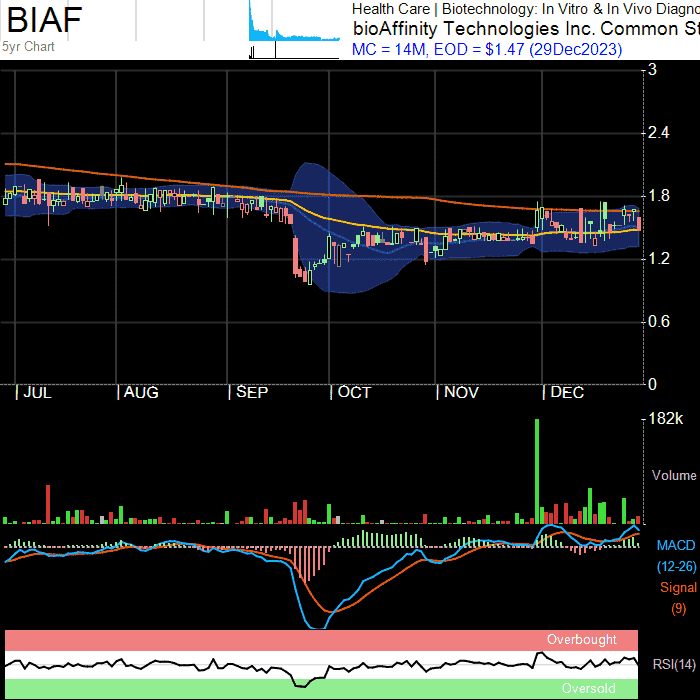 BIAF
5yr Chart
Health Care | Biotechnology: In Vitro & In Vivo Diagno
bioAffinity Technologies Inc. Common St
MC = 14M, EOD = $1.47 (29Dec2023)
3
2.4
1.8
1.2
0.6
0
JUL AUG SEP OCT NOV DEC
182k
Volume
MACD
(12-26)
Signal
(9)
Overbought
RSI(14)
Oversold